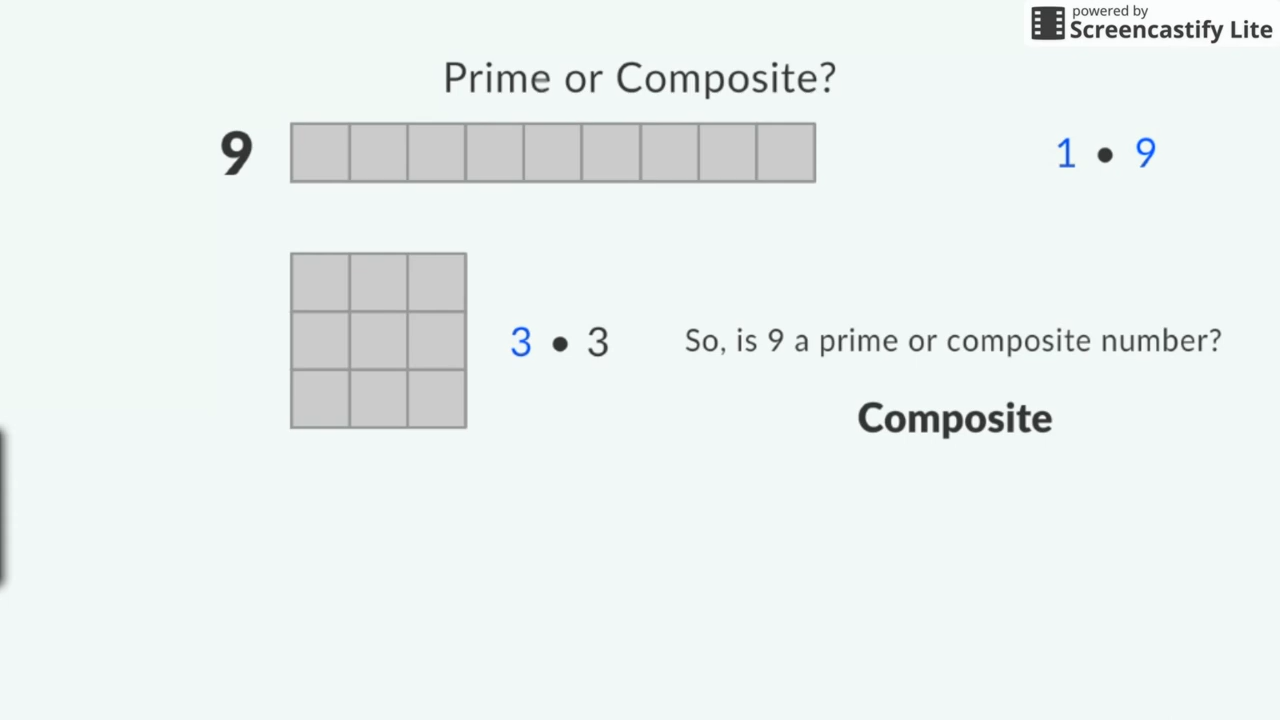 powered by
Screencastify Lite
Prime or Composite?
9
1 • 9
3 • 3
So, is 9 a prime or composite number?
Composite